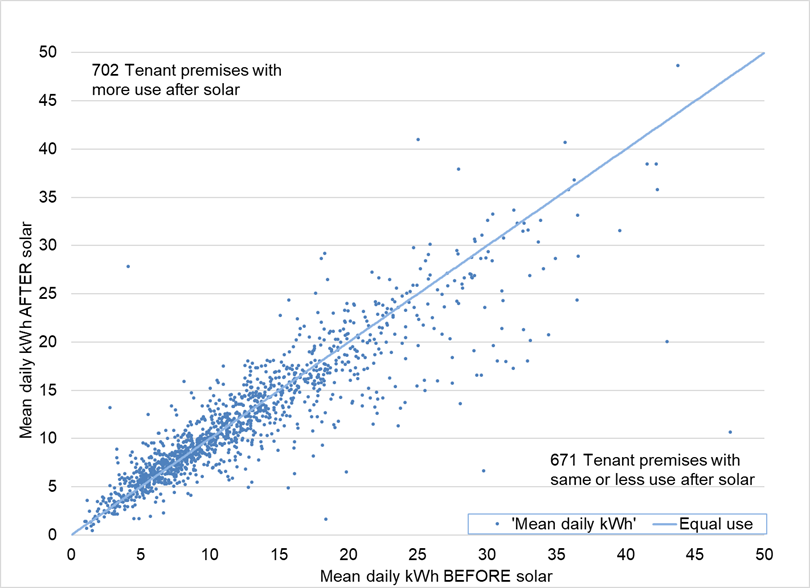 50
702 Tenant premises with
more use after solar
45
40
35
30
25
20
15
10
5
0
Mean daily kWh AFTER solar
671 Tenant premises with
same or less use after solar
'Mean daily kWh' Equal use
0 5 10 15 20 25 30 35 40 45 50
Mean daily kWh BEFORE solar